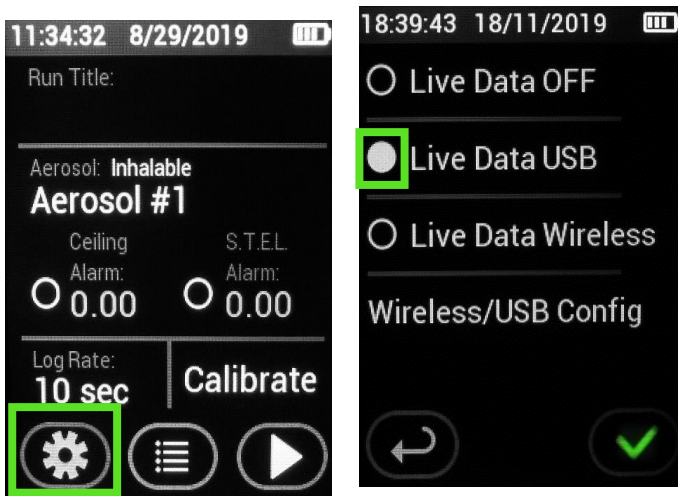 11:34:32 8/29/2019
Run Title:
Aerosol: Inhalable
Aerosol #1
Ceiling S.T.E.L.
Alarm: Alarm:
0.00 0.00
Log Rate:
10 sec
Calibrate
18:39:43 18/11/2019
Live Data OFF
Live Data USB
Live Data Wireless
Wireless/USB Config